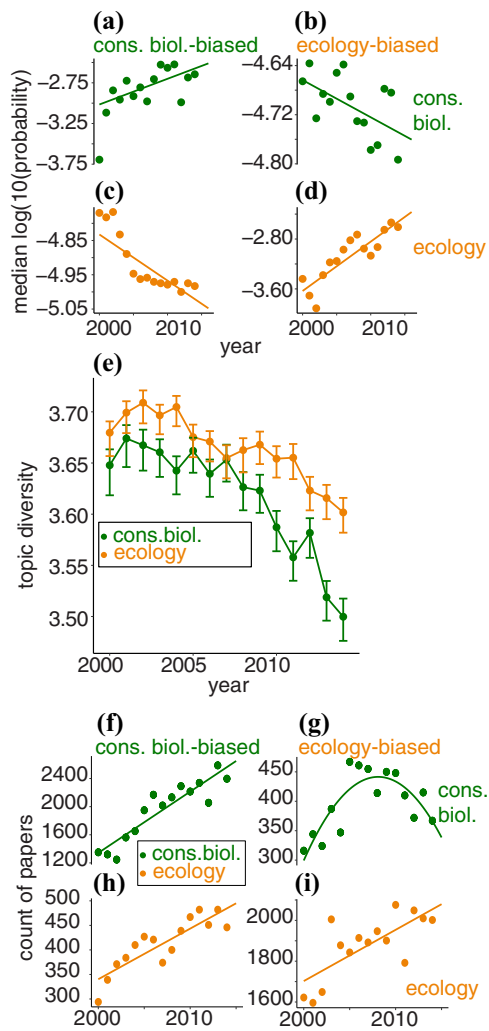 (a) (b)
cons. biol.-biased ecology-biased
median log(10(probability)
−2.75
−3.25
−3.75
−4.64
−4.72
−4.80
cons.
biol.
(c) (d)
−4.85
−4.95
−5.05
−2.80
−3.60
ecology
2000 2010 2000 2010
year
(e)
topic diversity
3.70
3.65
3.60
3.55
3.50
cons.biol.
ecology
2000 2005 2010
year
(f) (g)
cons. biol.-biased ecology-biased
count of papers
2400
2000
1600
1200
450
400
350
300
cons.
biol.
cons.biol.
ecology
(h) (i)
500
450
400
350
300
2000
1800
1600
ecology
2000 2010 2000 2010
year